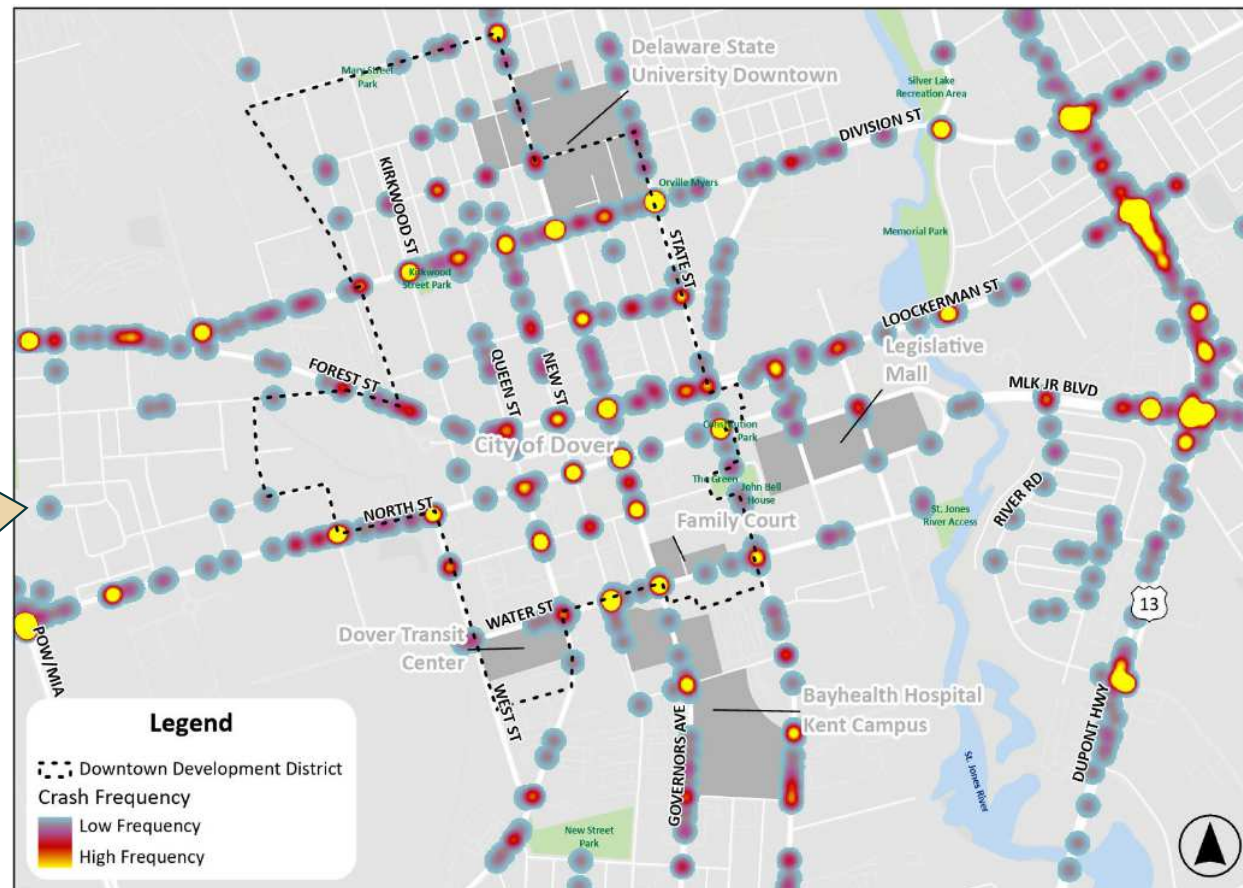 Delaware State
University Downtown
Mary Street
Park
Silver Lake
Recreation Area
DIVISION ST
KIRKWOOD ST
Orville Myers
Memorial Park
STATE ST
Kirkwood
Street Park
LOOCKERMAN ST
Legislative
Mall
FOREST ST
QUEEN ST
NEW ST
MLK JR BLVD
City of Dover
Constitution
Park
The Green
John Bell
House
NORTH ST
Family Court
St. Jones
River Access
RIVER RD
13
WATER ST
Dover Transit
Center
POW/MIA
WEST ST
Bayhealth Hospital
Kent Campus
GOVERNORS AVE
DUPONT HWY
St. Jones River
New Street
Park
Legend
Downtown Development District
Crash Frequency
Low Frequency
High Frequency